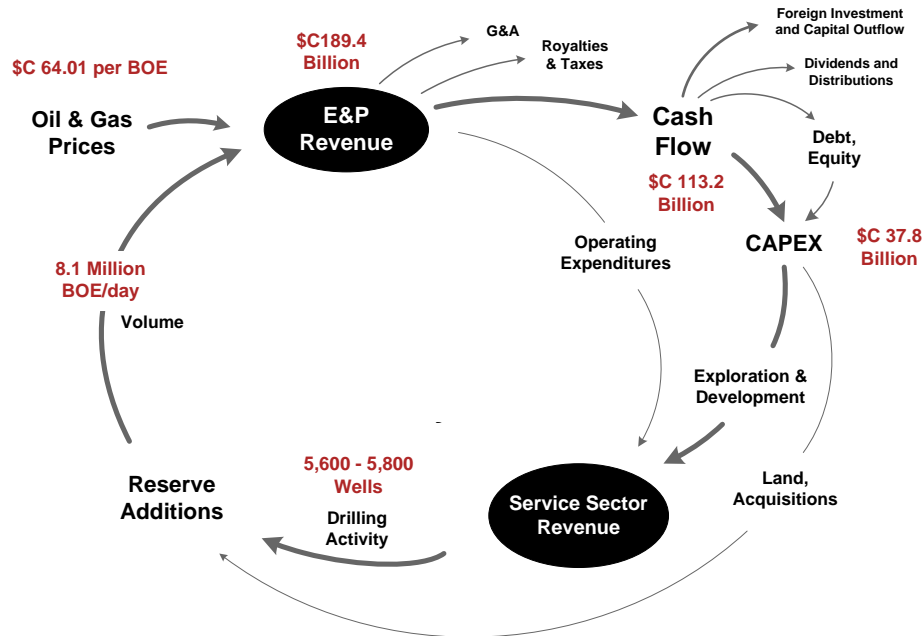 $C 64.01 per BOE
Oil & Gas
Prices
$C189.4
Billion
E&P
Revenue
G&A
Royalties
& Taxes
Foreign Investment
and Capital Outflow
Dividends and
Distributions
Cash
Flow
$C 113.2
Billion
Debt,
Equity
CAPEX
$C 37.8
Billion
Operating
Expenditures
8.1 Million
BOE/day
Volume
Exploration &
Development
Land,
Acquisitions
Service Sector
Revenue
5,600 - 5,800
Wells
Drilling
Activity
Reserve
Additions